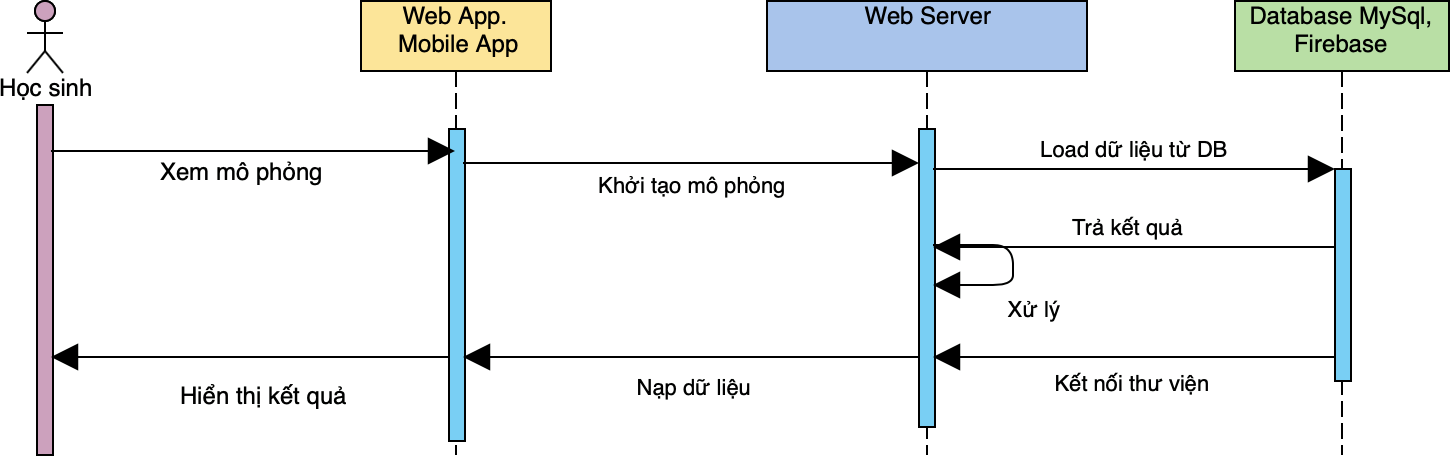 Học sinh
Web App.
Mobile App
Web Server
Database MySql,
Firebase
Xem mô phỏng
Khởi tạo mô phỏng
Load dữ liệu từ DB
Trả kết quả
Xử lý
Kết nối thư viện
Nạp dữ liệu
Hiển thị kết quả